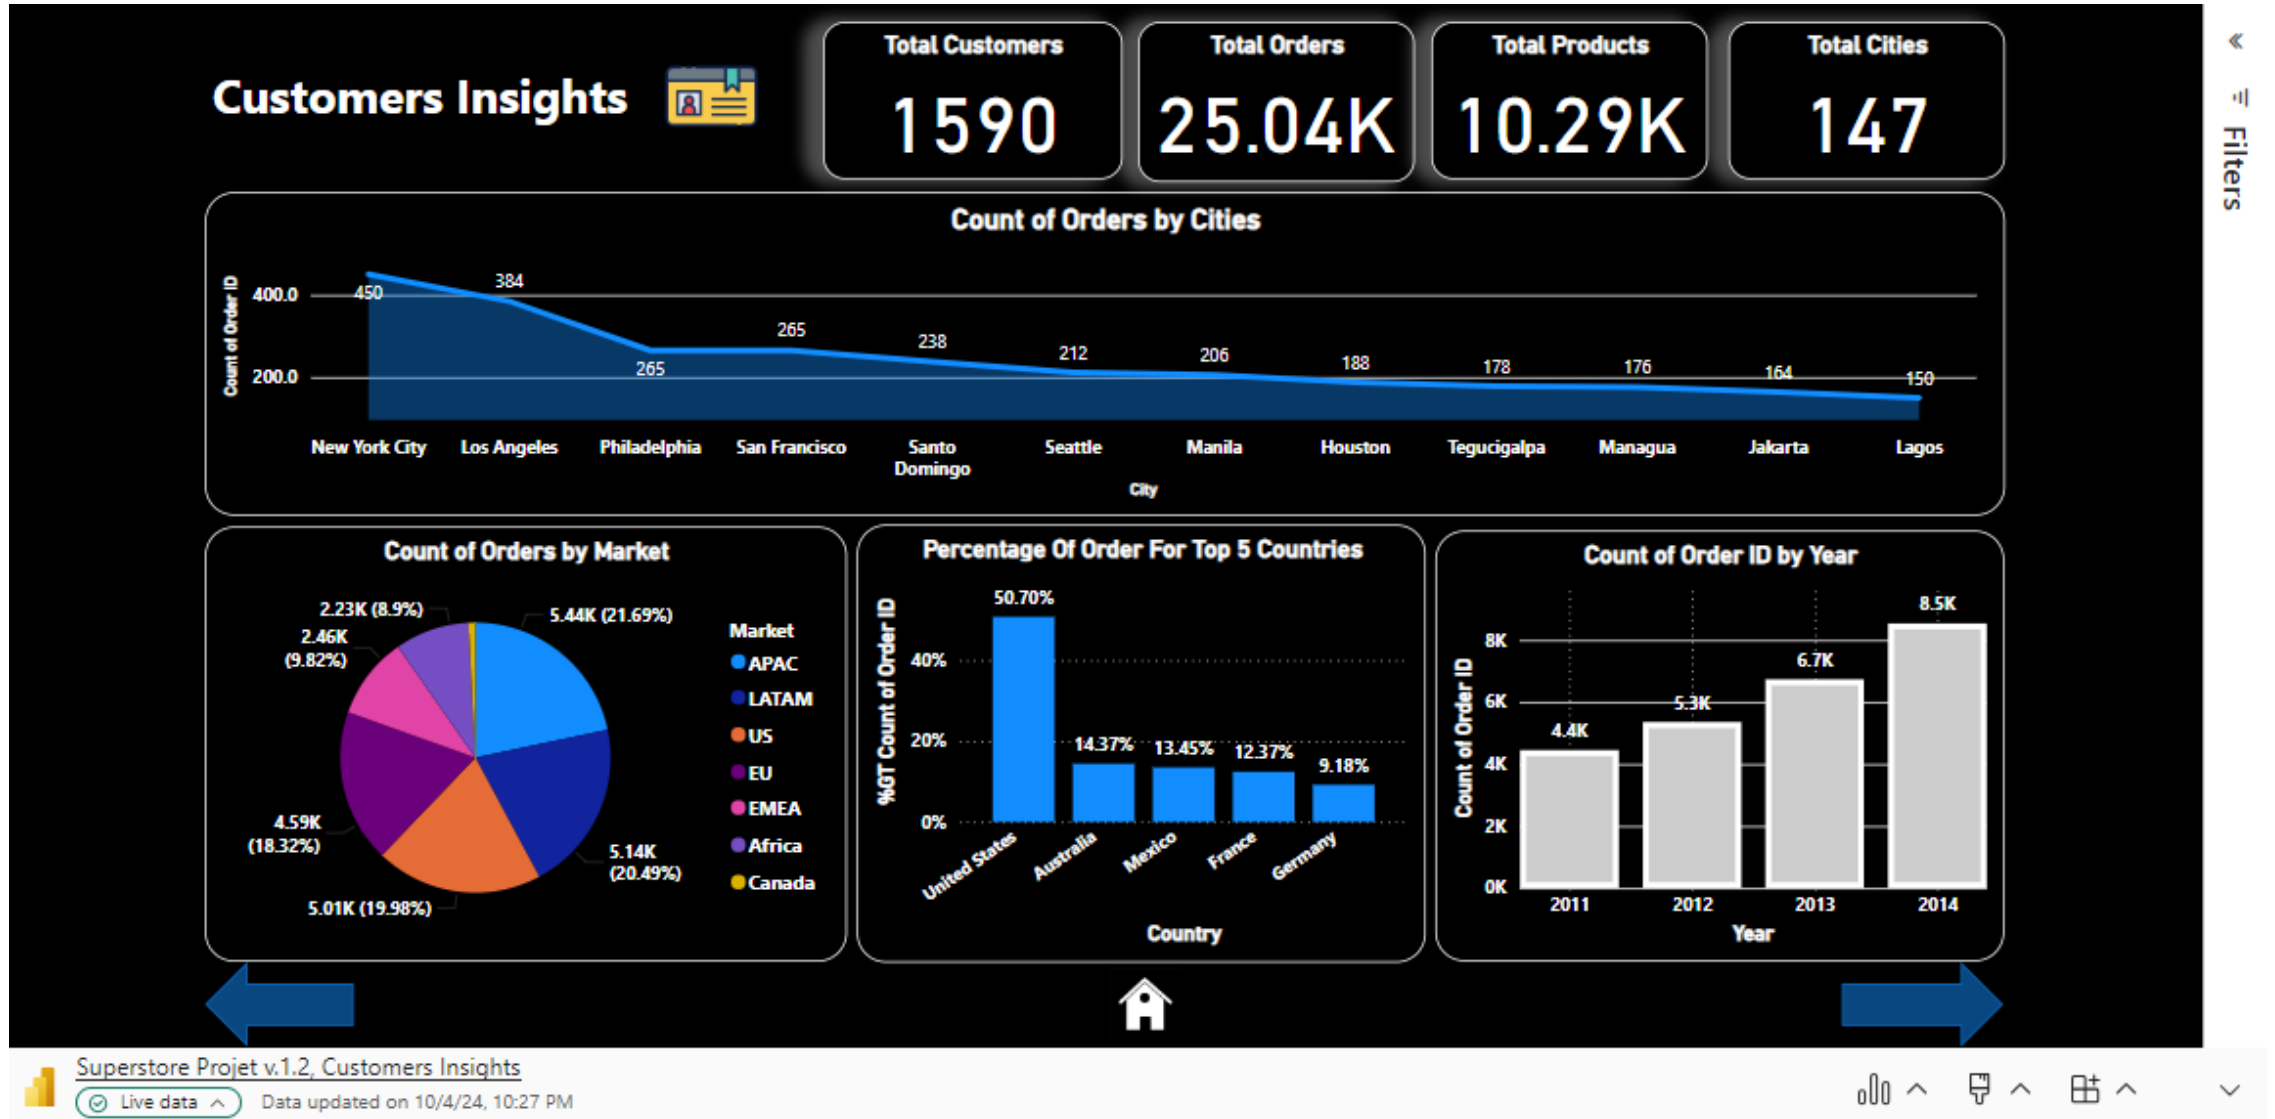 Customers Insights
Total Customers
1590
Total Orders
25.04K
Total Products
10.29K
Total Cities
147
Filters
Count of Orders by Cities
Count of Order ID
400.0
200.0
450
384
265
265
238
212
206
188
178
176
164
150
New York City
Los Angeles
Philadelphia
San Francisco
Santo
Domingo
Seattle
Manila
Houston
Tegucigalpa
Managua
Jakarta
Lagos
City
Count of Orders by Market
2.23K (8.9%)
5.44K (21.69%)
2.46K
(9.82%)
4.59K
(18.32%)
5.14K
(20.49%)
5.01K (19.98%)
Market
APAC
LATAM
US
EU
EMEA
Africa
Canada
Percentage Of Order For Top 5 Countries
%GT Count of Order ID
40%
20%
0%
50.70%
14.37%
13.45%
12.37%
9.18%
United States
Australia
Mexico
France
Germany
Country
Count of Order ID by Year
Count of Order ID
8K
6K
4K
2K
0K
4.4K
5.3K
6.7K
8.5K
2011
2012
2013
2014
Year
Superstore Projet v.1.2, Customers Insights
Live data
Data updated on 10/4/24, 10:27 PM